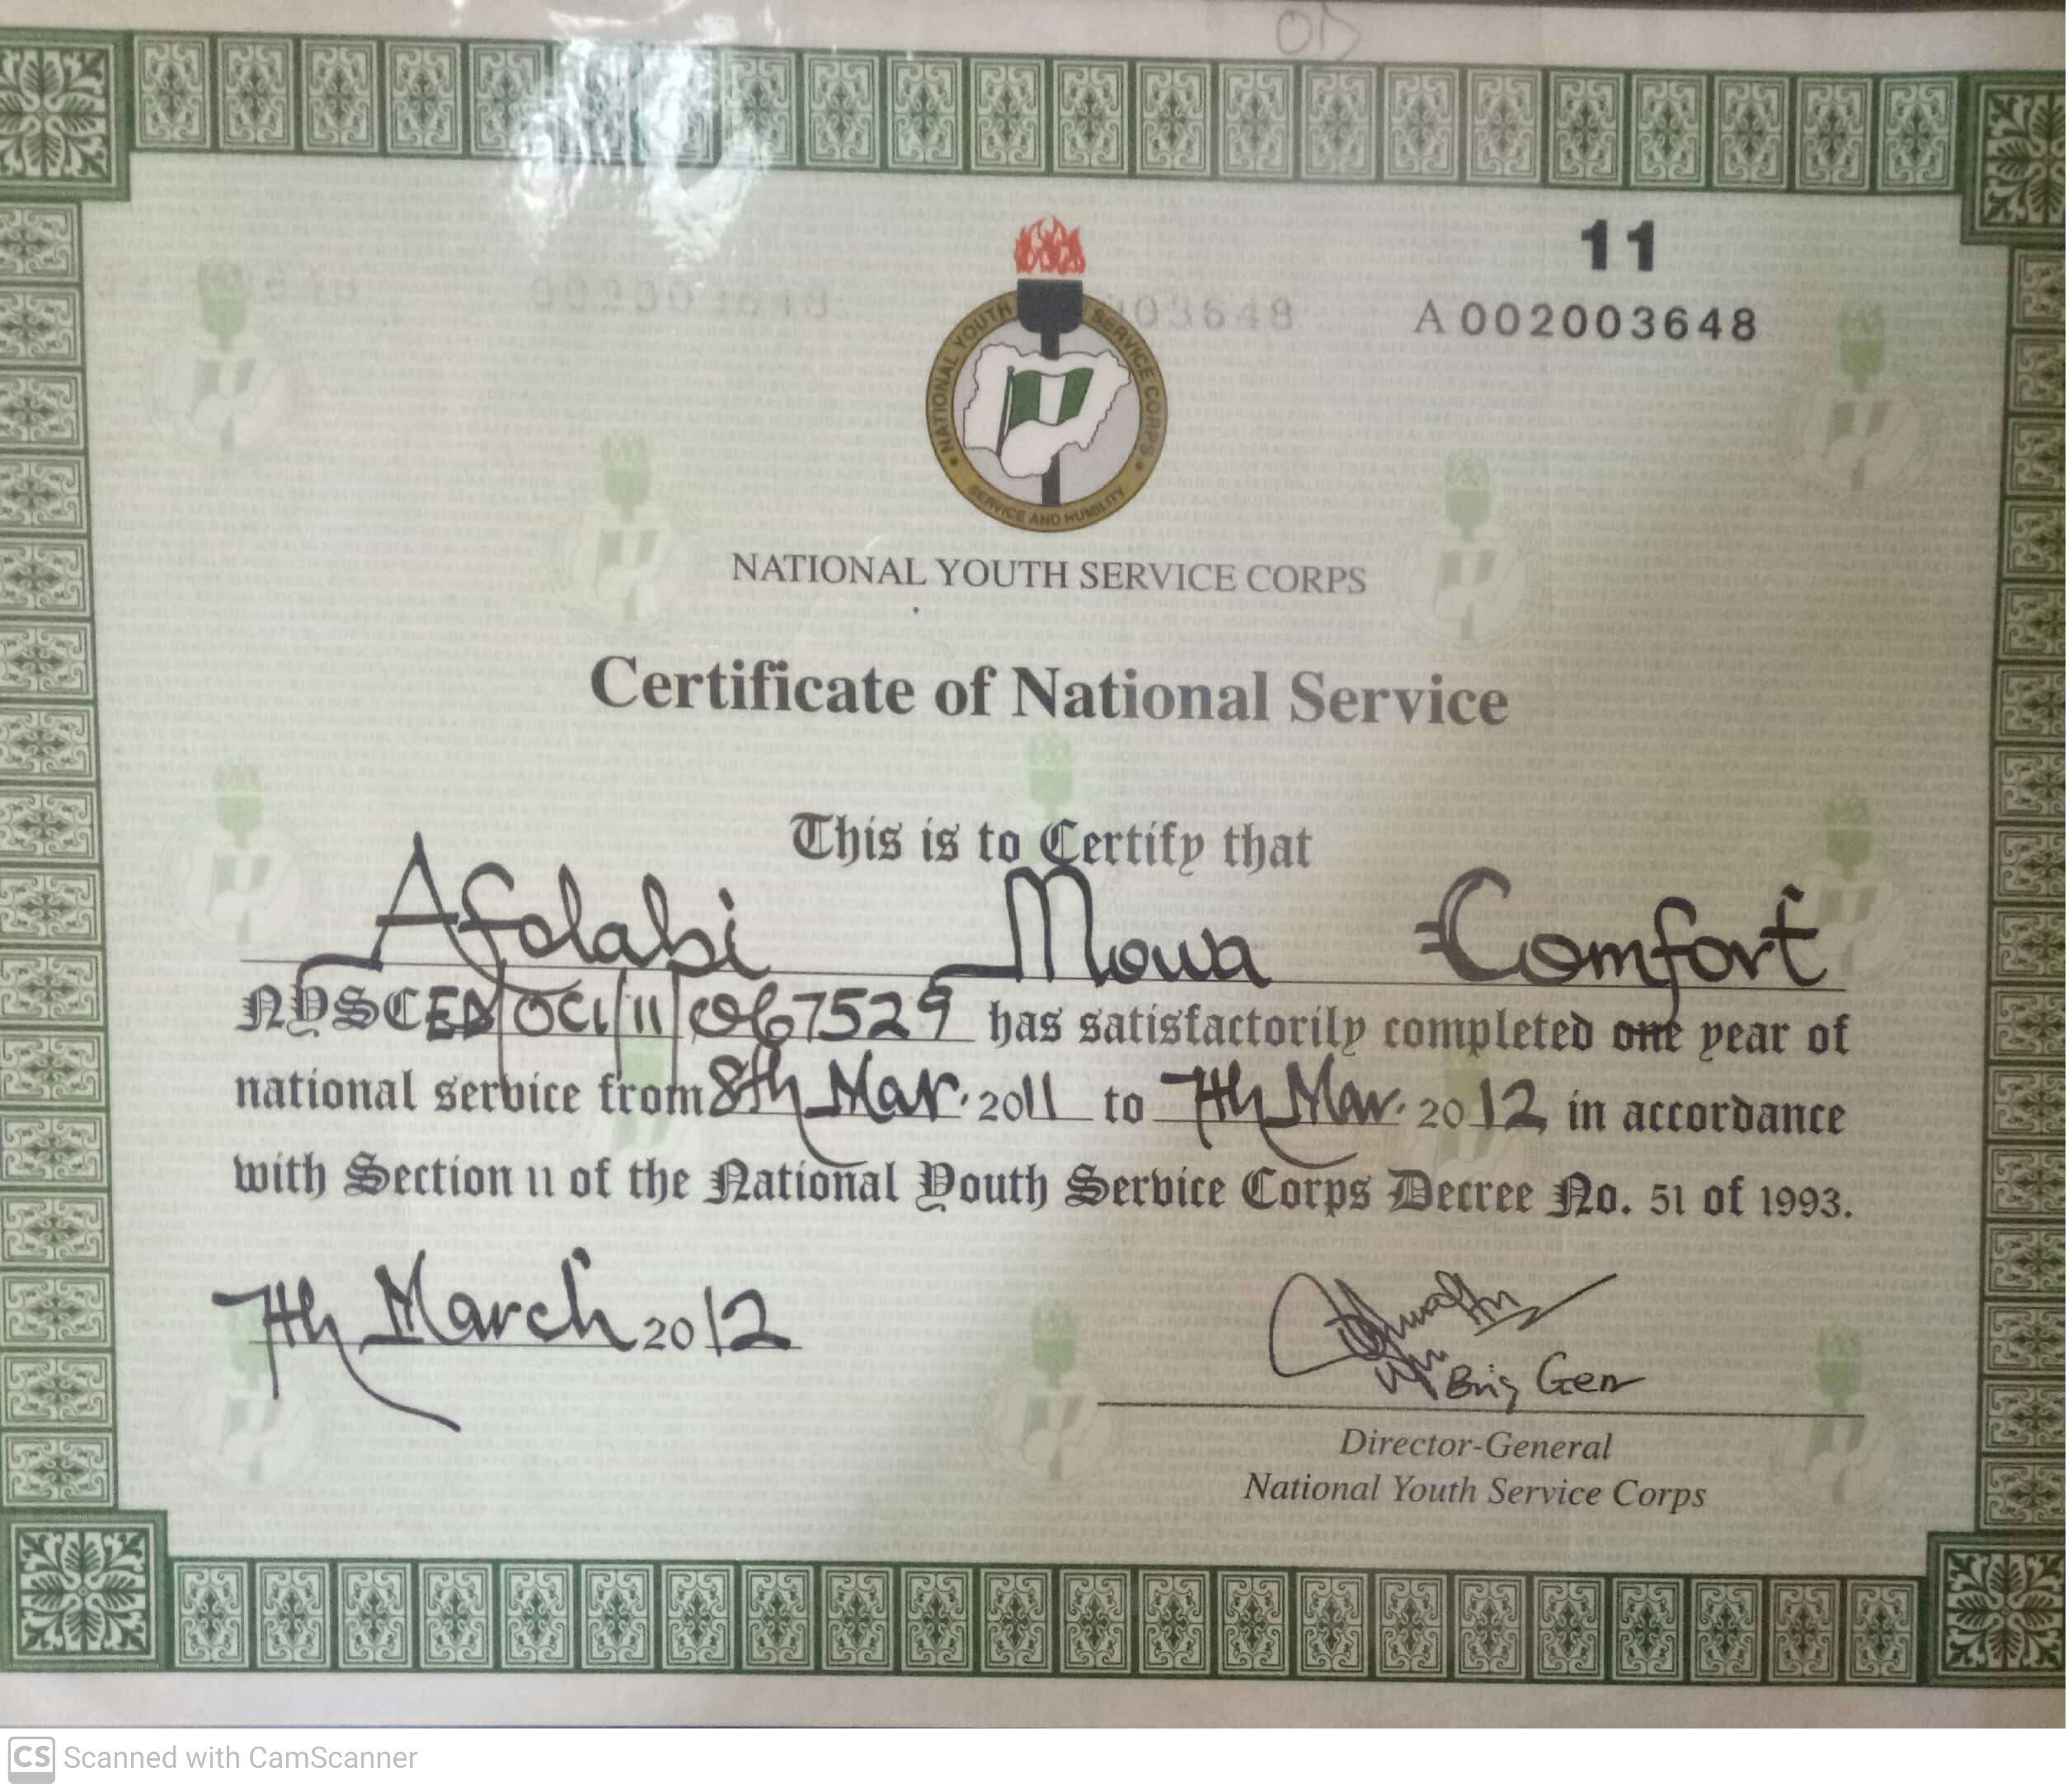 11
A 002003648
NATIONAL YOUTH SERVICE CORPS
SERVICE AND HUMILITY
NATIONAL YOUTH SERVICE CORPS
Certificate of National Service
This is to Certify that
Afolabi Mowa Comfort
NYSCED/OCI/11/067529 has satisfactorily completed one year of
national service from 8th Mar. 2011 to 7th Mar. 2012 in accordance
with Section 11 of the National Youth Service Corps Decree No. 51 of 1993.
7th March 2012
Brig Gen
Director-General
National Youth Service Corps
CS Scanned with CamScanner